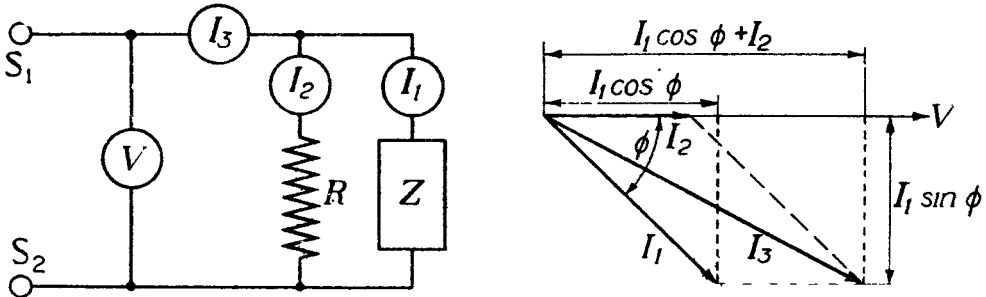 S₁
I₃
I₂
I₁
V
R
Z
S₂
I₁ cos ϕ + I₂
I₁ cos ϕ
V
ϕ
I₂
I₁ sin ϕ
I₁
I₃